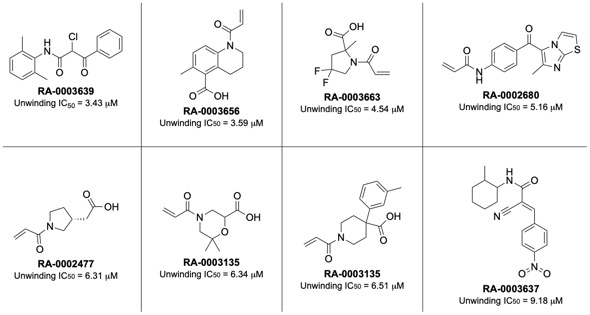 RA-0003639
Unwinding IC50 = 3.43 µM
RA-0003656
Unwinding IC50 = 3.59 µM
RA-0003663
Unwinding IC50 = 4.54 µM
RA-0002680
Unwinding IC50 = 5.16 µM
RA-0002477
Unwinding IC50 = 6.31 µM
RA-0003135
Unwinding IC50 = 6.34 µM
RA-0003135
Unwinding IC50 = 6.51 µM
RA-0003637
Unwinding IC50 = 9.18 µM